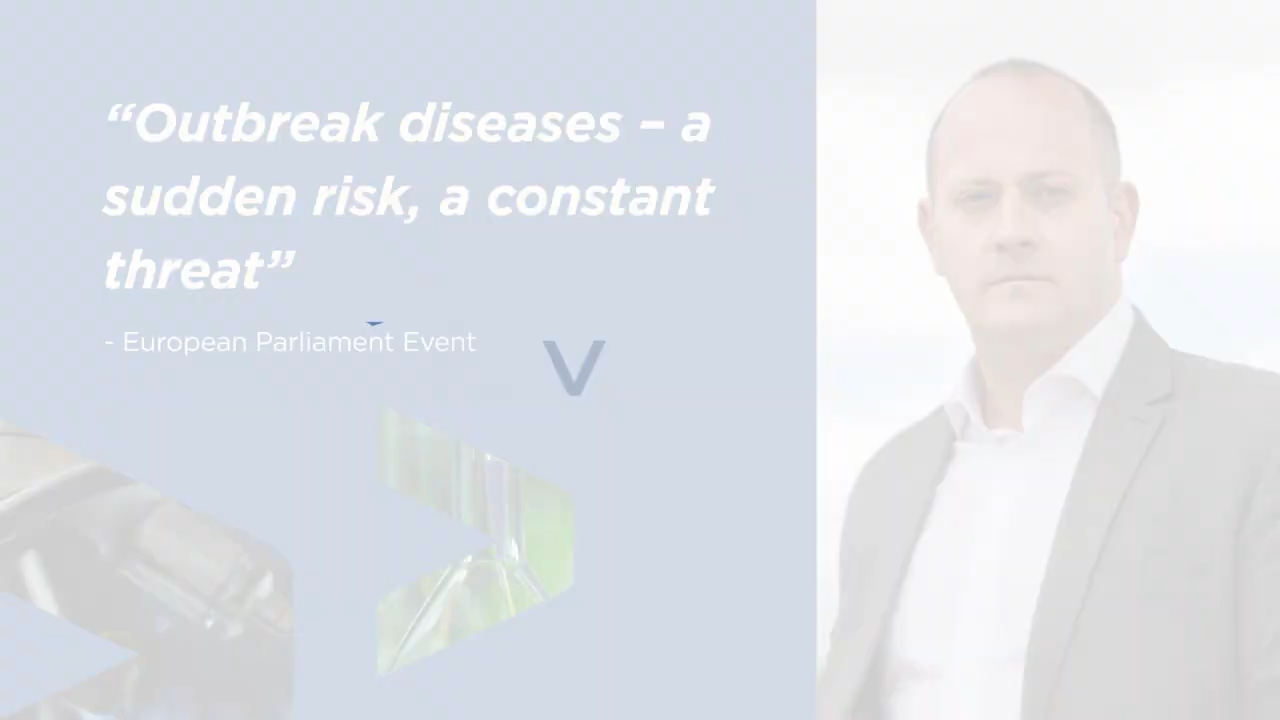 “Outbreak diseases – a
sudden risk, a constant
threat”
- European Parliament Event
V